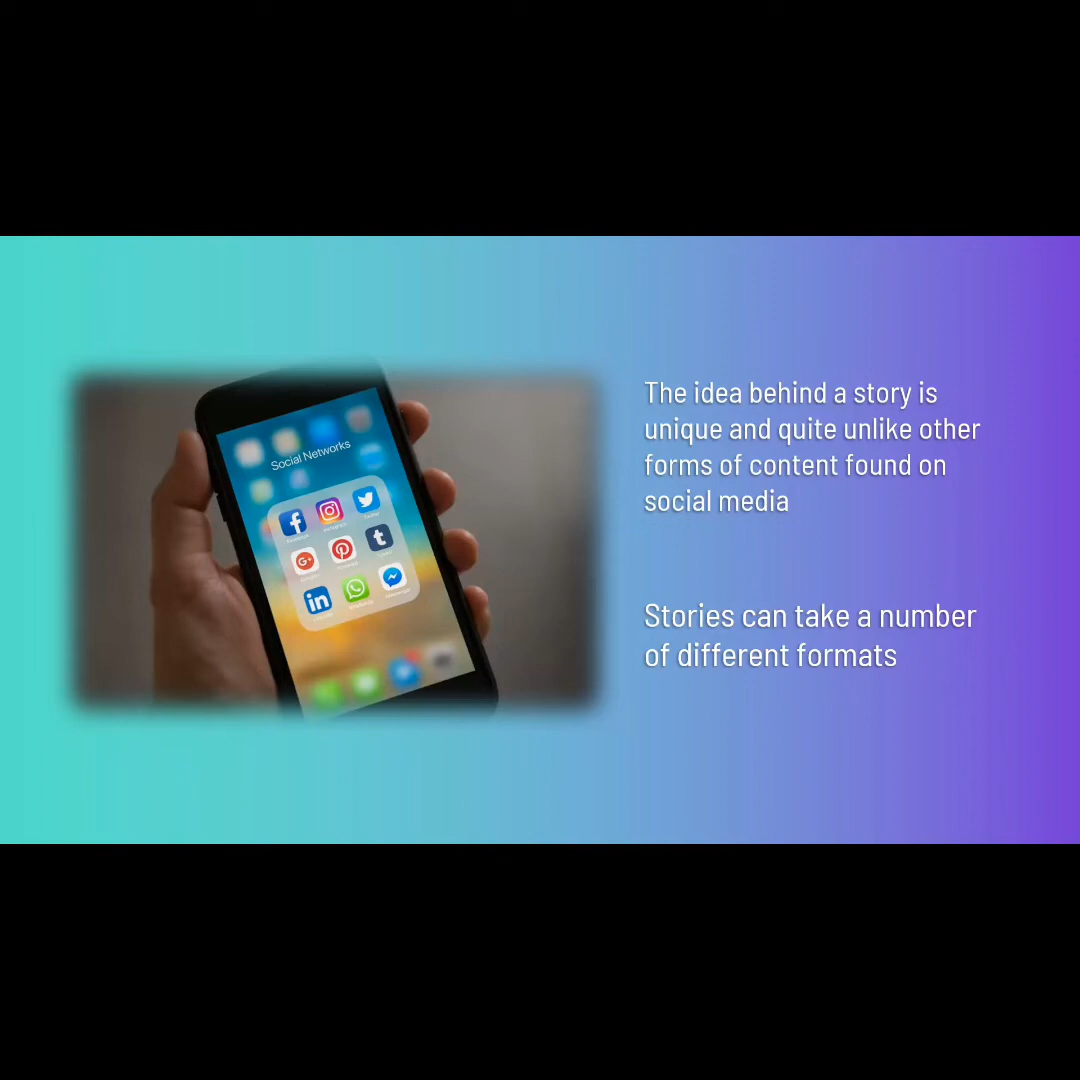 Social Networks
The idea behind a story is
unique and quite unlike other
forms of content found on
social media
Stories can take a number
of different formats